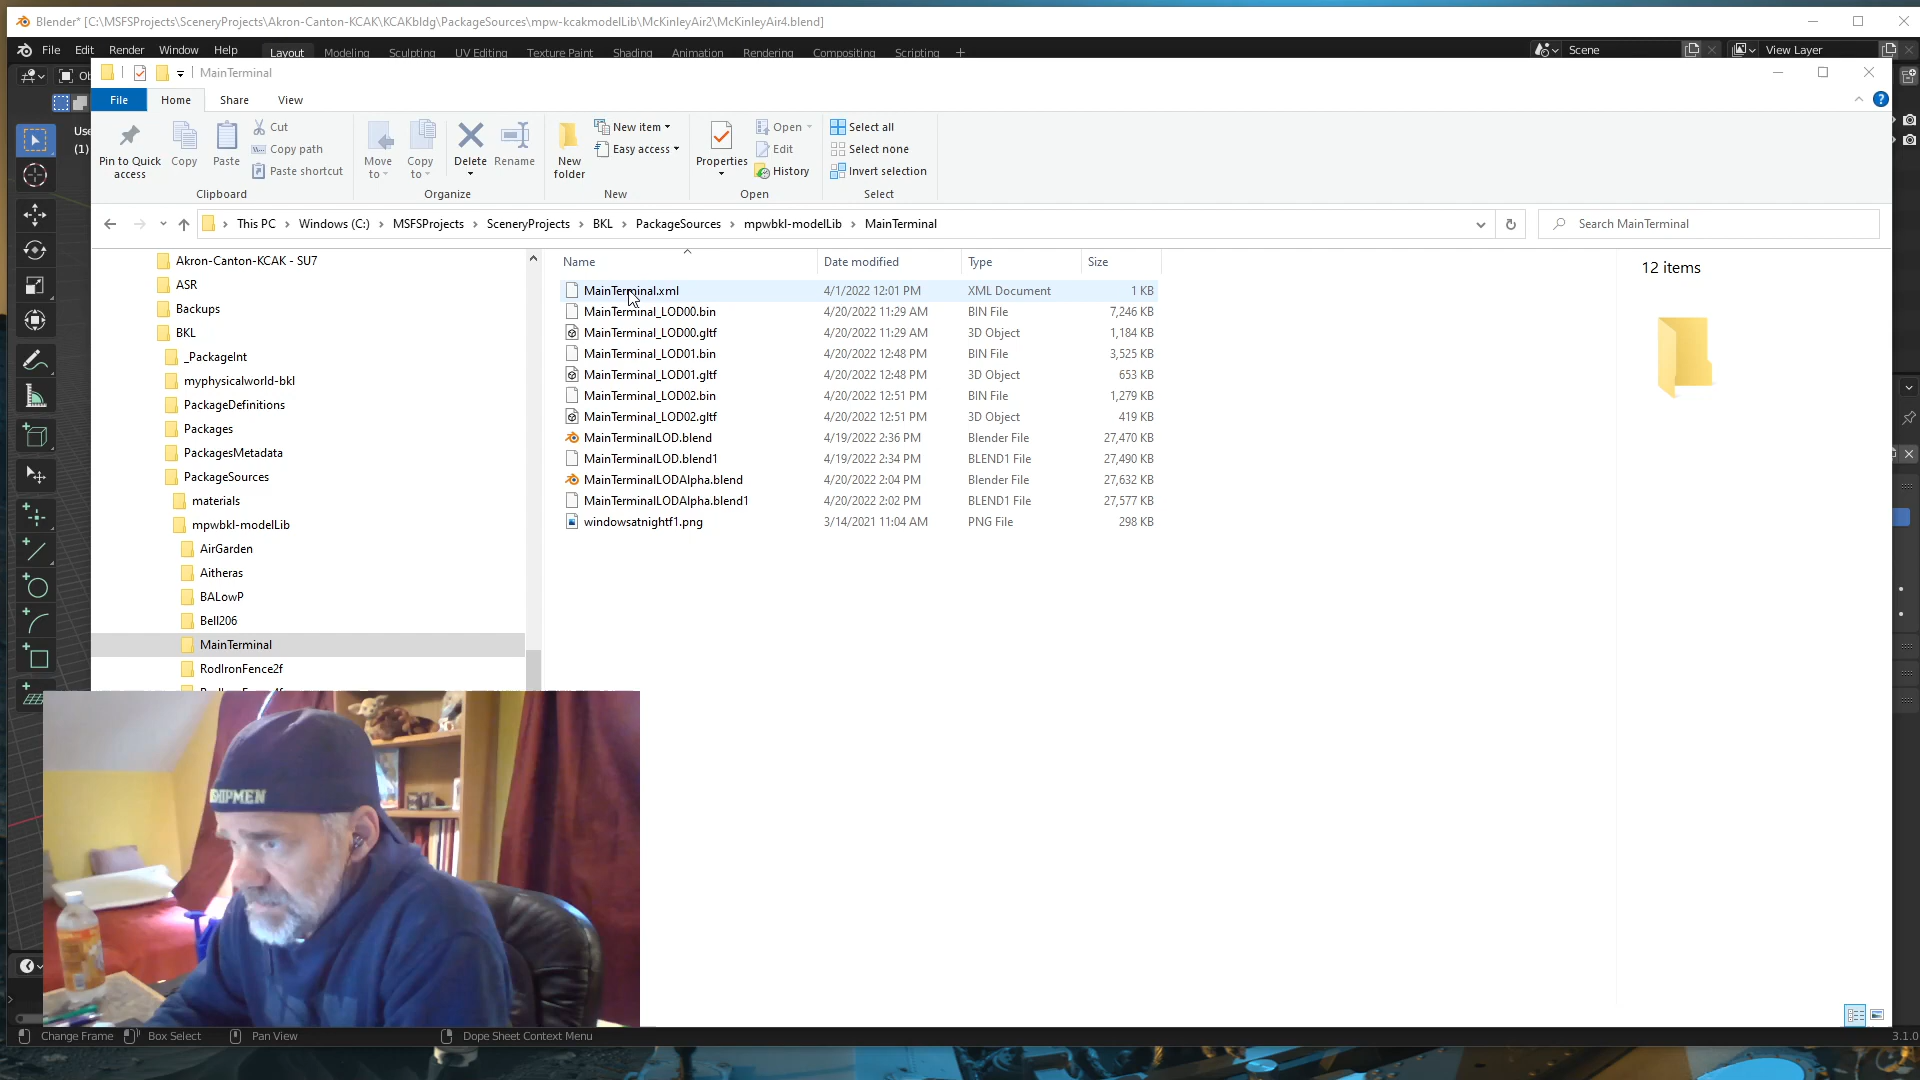 Blender* [C:\MSFSProjects\SceneryProjects\Akron-Canton-KCAK\KCAKbldg\PackageSources\mpw-kcakmodelLib\McKinleyAir2\McKinleyAir4.blend]
File Edit Render Window Help Layout Modeling Sculpting UV Editing Texture Paint Shading Animation Rendering Compositing Scripting + Scene View Layer
MainTerminal
File Home Share View
Pin to Quick access
Copy
Paste
Cut
Copy path
Paste shortcut
Clipboard
Move to
Copy to
Delete
Rename
Organize
New folder
New item
Easy access
New
Properties
Open
Edit
History
Open
Select all
Select none
Invert selection
Select
Use
(1)
This PC > Windows (C:) > MSFSProjects > SceneryProjects > BKL > PackageSources > mpwbkl-modelLib > MainTerminal
Search MainTerminal
Akron-Canton-KCAK - SU7
ASR
Backups
BKL
_PackageInt
myphysicalworld-bkl
PackageDefinitions
Packages
PackagesMetadata
PackageSources
materials
mpwbkl-modelLib
AirGarden
Aitheras
BALowP
Bell206
MainTerminal
RodIronFence2f
Name Date modified Type Size
MainTerminal.xml 4/1/2022 12:01 PM XML Document 1 KB
MainTerminal_LOD00.bin 4/20/2022 11:29 AM BIN File 7,246 KB
MainTerminal_LOD00.gltf 4/20/2022 11:29 AM 3D Object 1,184 KB
MainTerminal_LOD01.bin 4/20/2022 12:48 PM BIN File 3,525 KB
MainTerminal_LOD01.gltf 4/20/2022 12:48 PM 3D Object 653 KB
MainTerminal_LOD02.bin 4/20/2022 12:51 PM BIN File 1,279 KB
MainTerminal_LOD02.gltf 4/20/2022 12:51 PM 3D Object 419 KB
MainTerminalLOD.blend 4/19/2022 2:36 PM Blender File 27,470 KB
MainTerminalLOD.blend1 4/19/2022 2:34 PM BLEND1 File 27,490 KB
MainTerminalLODAlpha.blend 4/20/2022 2:04 PM Blender File 27,632 KB
MainTerminalLODAlpha.blend1 4/20/2022 2:02 PM BLEND1 File 27,577 KB
windowsatnightf1.png 3/14/2021 11:04 AM PNG File 298 KB
12 items
Change Frame Box Select Pan View Dope Sheet Context Menu 3.1.0